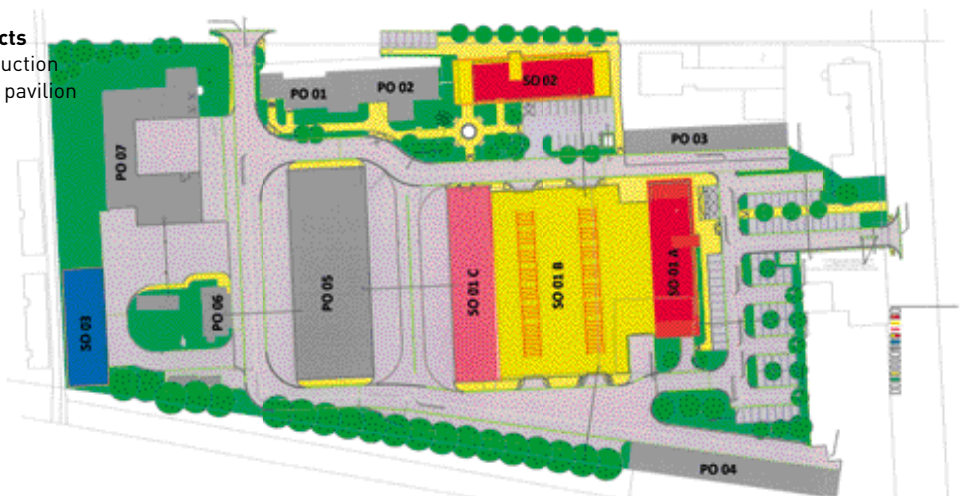 cts
uction
pavilion
PO 01
PO 02
SO 02
PO 03
PO 07
SO 03
PO 06
PO 05
SO 01 C
SO 01 B
SO 01 A
PO 04